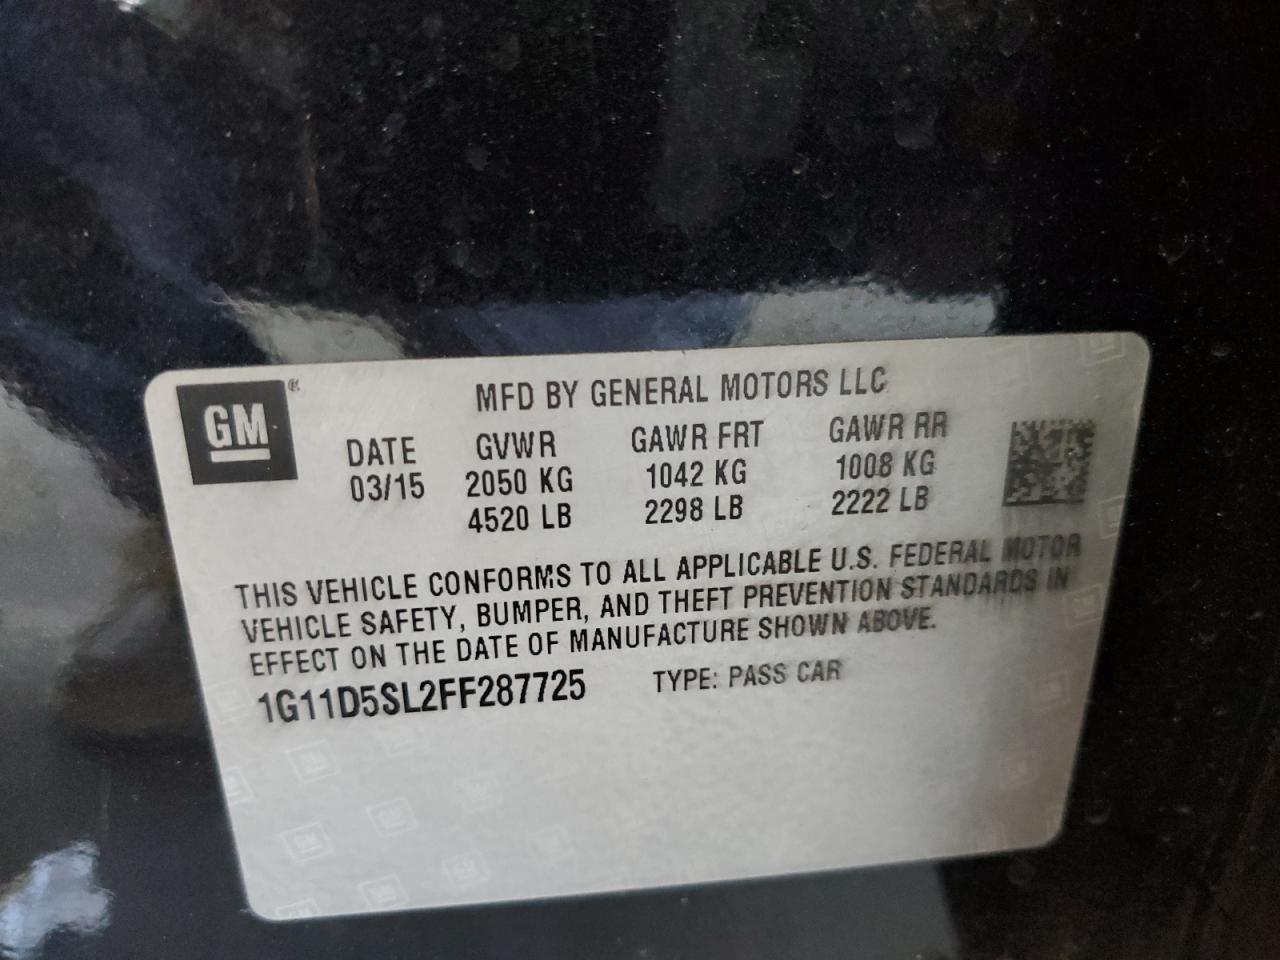 GM ®
MFD BY GENERAL MOTORS LLC
DATE GVWR GAWR FRT GAWR RR
03/15 2050 KG 1042 KG 1008 KG
4520 LB 2298 LB 2222 LB
THIS VEHICLE CONFORMS TO ALL APPLICABLE U.S. FEDERAL MOTOR
VEHICLE SAFETY, BUMPER, AND THEFT PREVENTION STANDARDS IN
EFFECT ON THE DATE OF MANUFACTURE SHOWN ABOVE.
1G11D5SL2FF287725 TYPE: PASS CAR